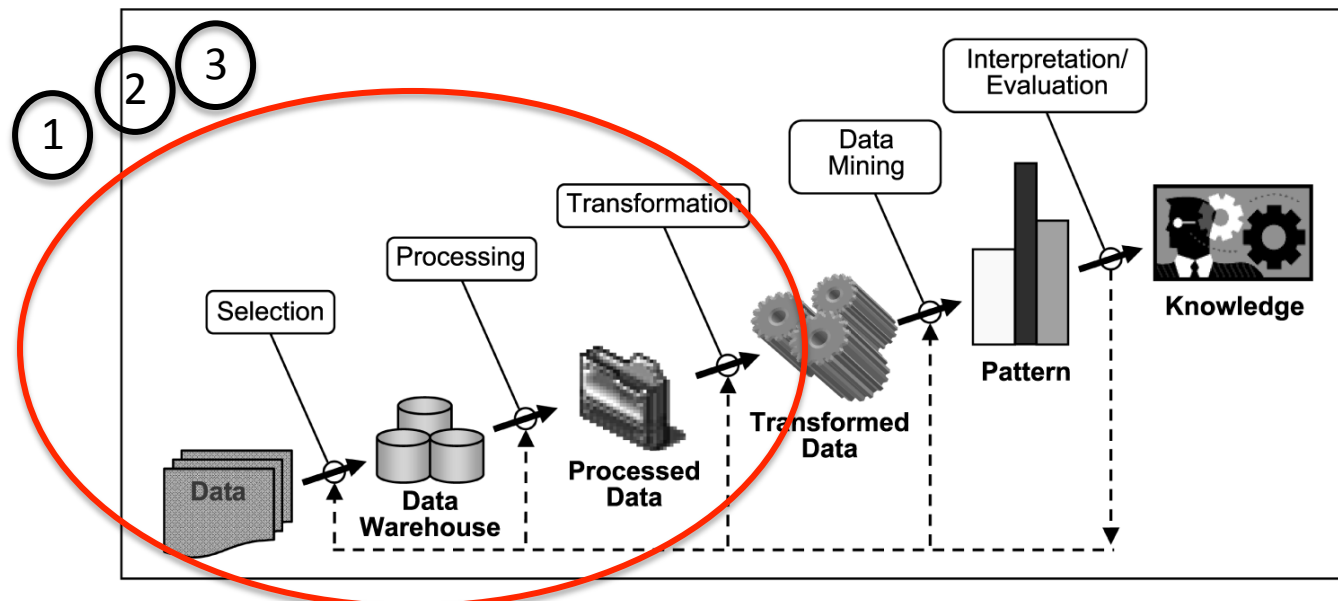 1
2
3
Interpretation/
Evaluation
Data
Mining
Transformation
Processing
Selection
Knowledge
Pattern
Transformed
Data
Processed
Data
Data
Warehouse
Data